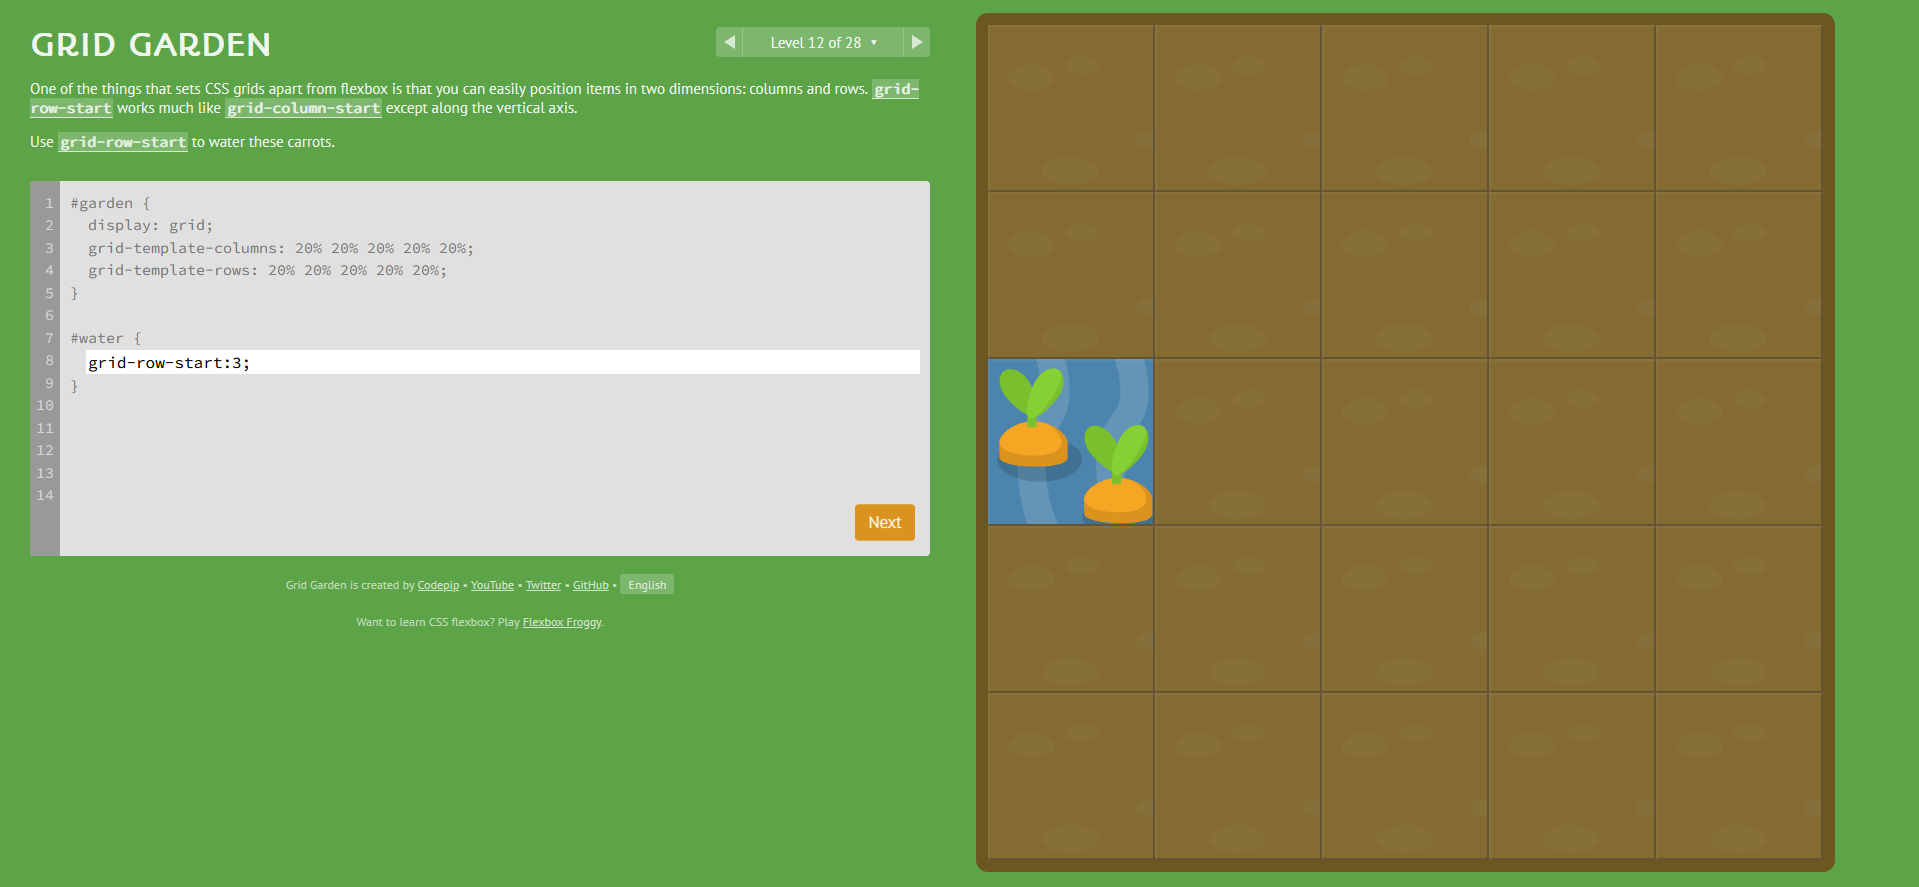 GRID GARDEN
◀ Level 12 of 28 ▼ ▶
One of the things that sets CSS grids apart from flexbox is that you can easily position items in two dimensions: columns and rows. grid-
row-start works much like grid-column-start except along the vertical axis.
Use grid-row-start to water these carrots.
1 #garden {
2   display: grid;
3   grid-template-columns: 20% 20% 20% 20% 20%;
4   grid-template-rows: 20% 20% 20% 20% 20%;
5 }
6
7 #water {
8   grid-row-start:3;
9 }
10
11
12
13
14
Next
Grid Garden is created by Codepip • YouTube • Twitter • GitHub • English
Want to learn CSS flexbox? Play Flexbox Froggy.